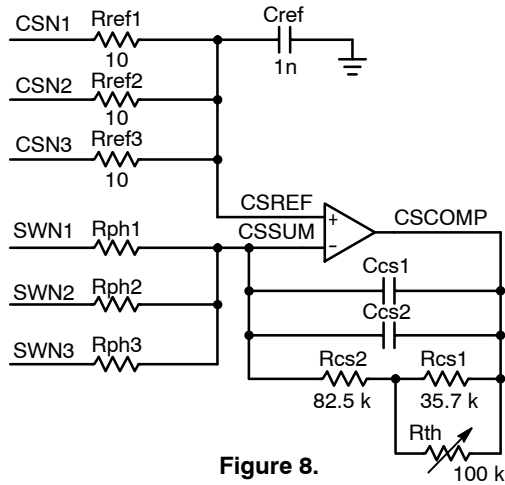 CSN1 Rref1 Cref
10 1n
CSN2 Rref2
10
CSN3 Rref3
10
CSREF
+ CSCOMP
SWN1 Rph1 CSSUM −
Ccs1
SWN2 Rph2
Ccs2
SWN3 Rph3
Rcs2 Rcs1
82.5 k 35.7 k
Rth
100 k
Figure 8.